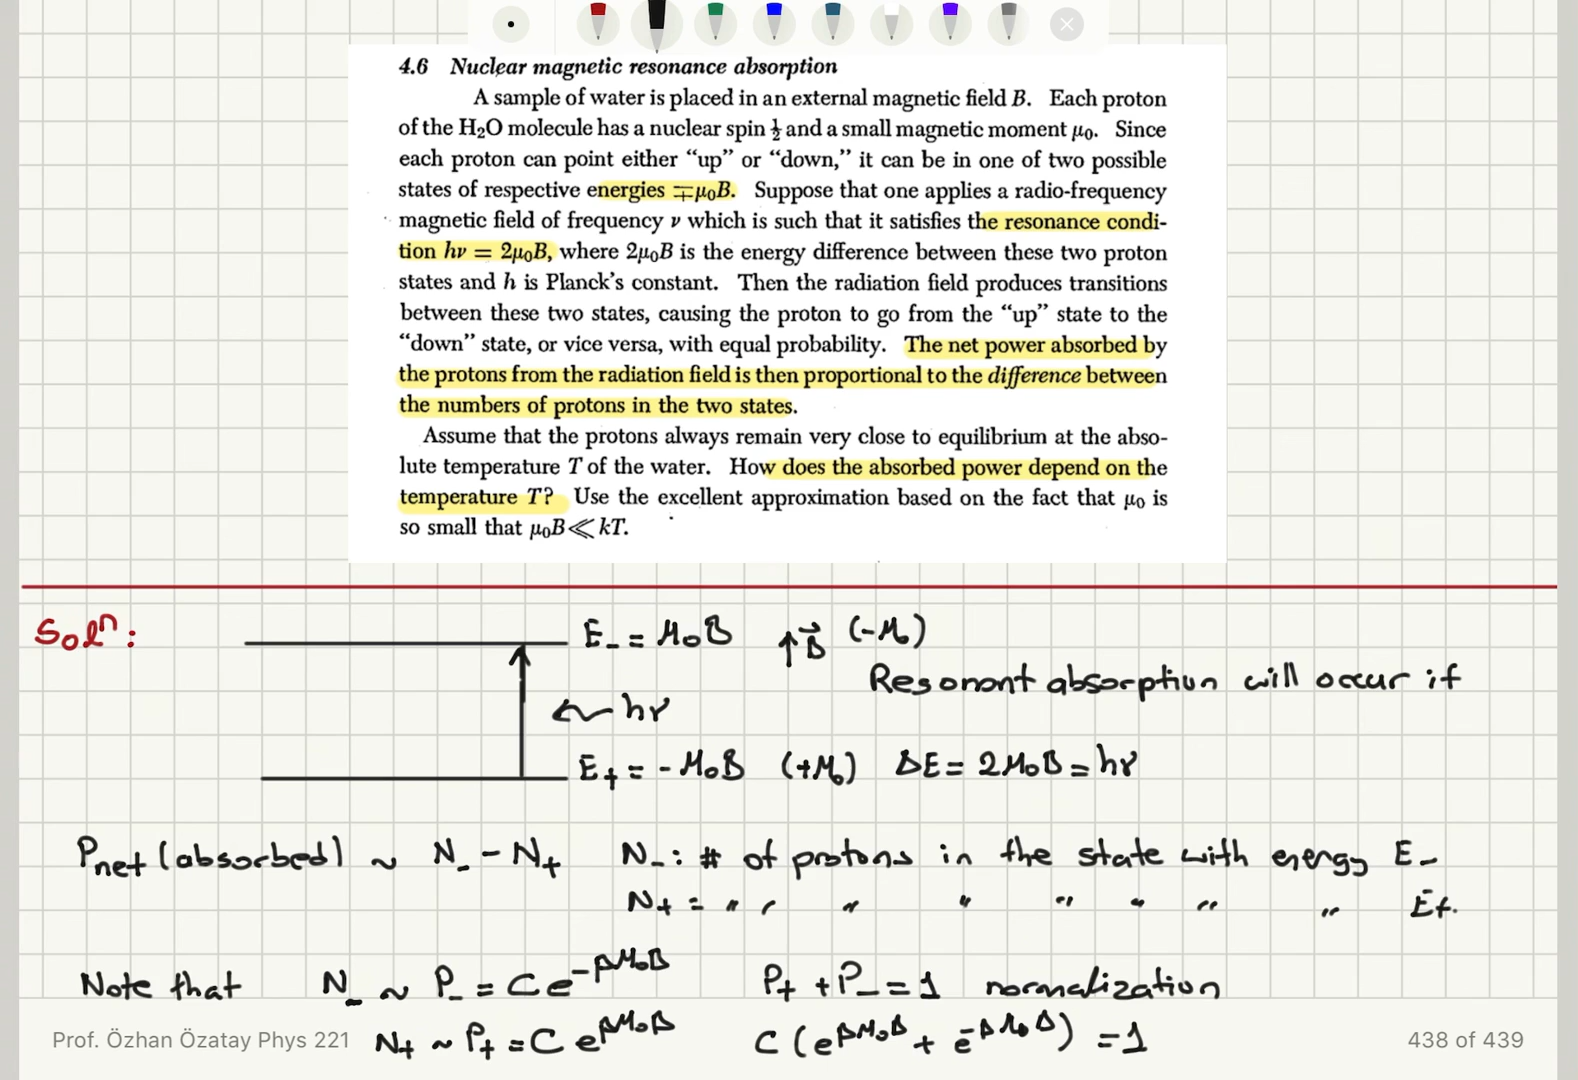 4.6 Nuclear magnetic resonance absorption
A sample of water is placed in an external magnetic field B. Each proton
of the H₂O molecule has a nuclear spin ½ and a small magnetic moment μ₀. Since
each proton can point either “up” or “down,” it can be in one of two possible
states of respective energies ∓μ₀B. Suppose that one applies a radio-frequency
magnetic field of frequency ν which is such that it satisfies the resonance condi-
tion hν = 2μ₀B, where 2μ₀B is the energy difference between these two proton
states and h is Planck’s constant. Then the radiation field produces transitions
between these two states, causing the proton to go from the “up” state to the
“down” state, or vice versa, with equal probability. The net power absorbed by
the protons from the radiation field is then proportional to the difference between
the numbers of protons in the two states.
Assume that the protons always remain very close to equilibrium at the abso-
lute temperature T of the water. How does the absorbed power depend on the
temperature T? Use the excellent approximation based on the fact that μ₀ is
so small that μ₀B ≪ kT.
Solⁿ: E₋ = μ₀B ↑B⃗ (-μ₀)
Resonant absorption will occur if
hν
E₊ = -μ₀B (+μ₀) ΔE = 2μ₀B = hν
Pnet (absorbed) ~ N₋ - N₊ N₋: # of protons in the state with energy E₋
N₊ = " " " " " " " " E₊.
Note that N₋ ~ P₋ = C e^-βμ₀B P₊ + P₋ = 1 normalization
N₊ ~ P₊ = C e^βμ₀B C (e^βμ₀B + e^-βμ₀B) = 1
Prof. Özhan Özatay Phys 221 438 of 439